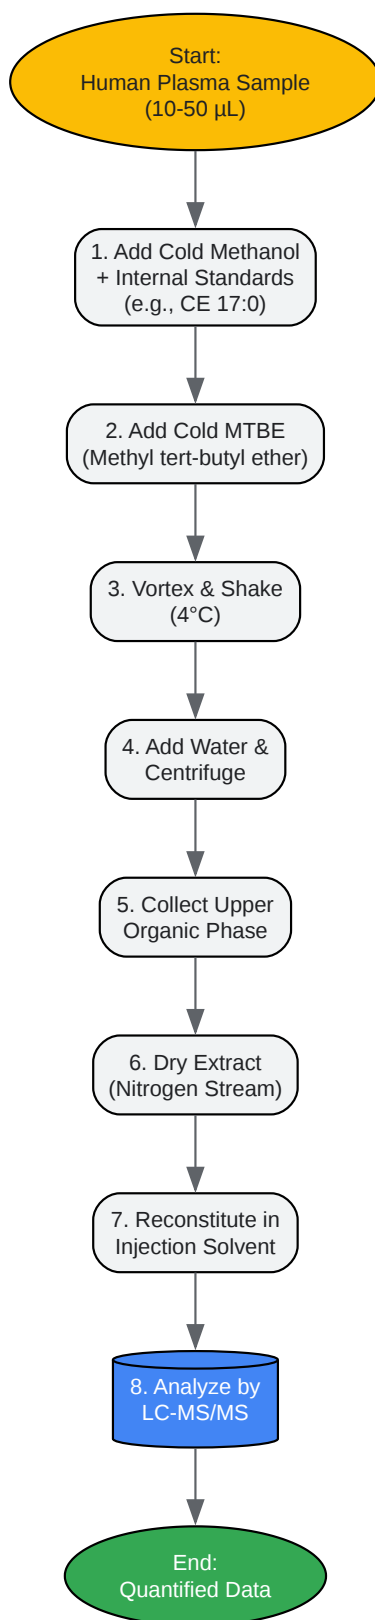 Start:
Human Plasma Sample
(10-50 µL)
1. Add Cold Methanol
+ Internal Standards
(e.g., CE 17:0)
2. Add Cold MTBE
(Methyl tert-butyl ether)
3. Vortex & Shake
(4°C)
4. Add Water &
Centrifuge
5. Collect Upper
Organic Phase
6. Dry Extract
(Nitrogen Stream)
7. Reconstitute in
Injection Solvent
8. Analyze by
LC-MS/MS
End:
Quantified Data